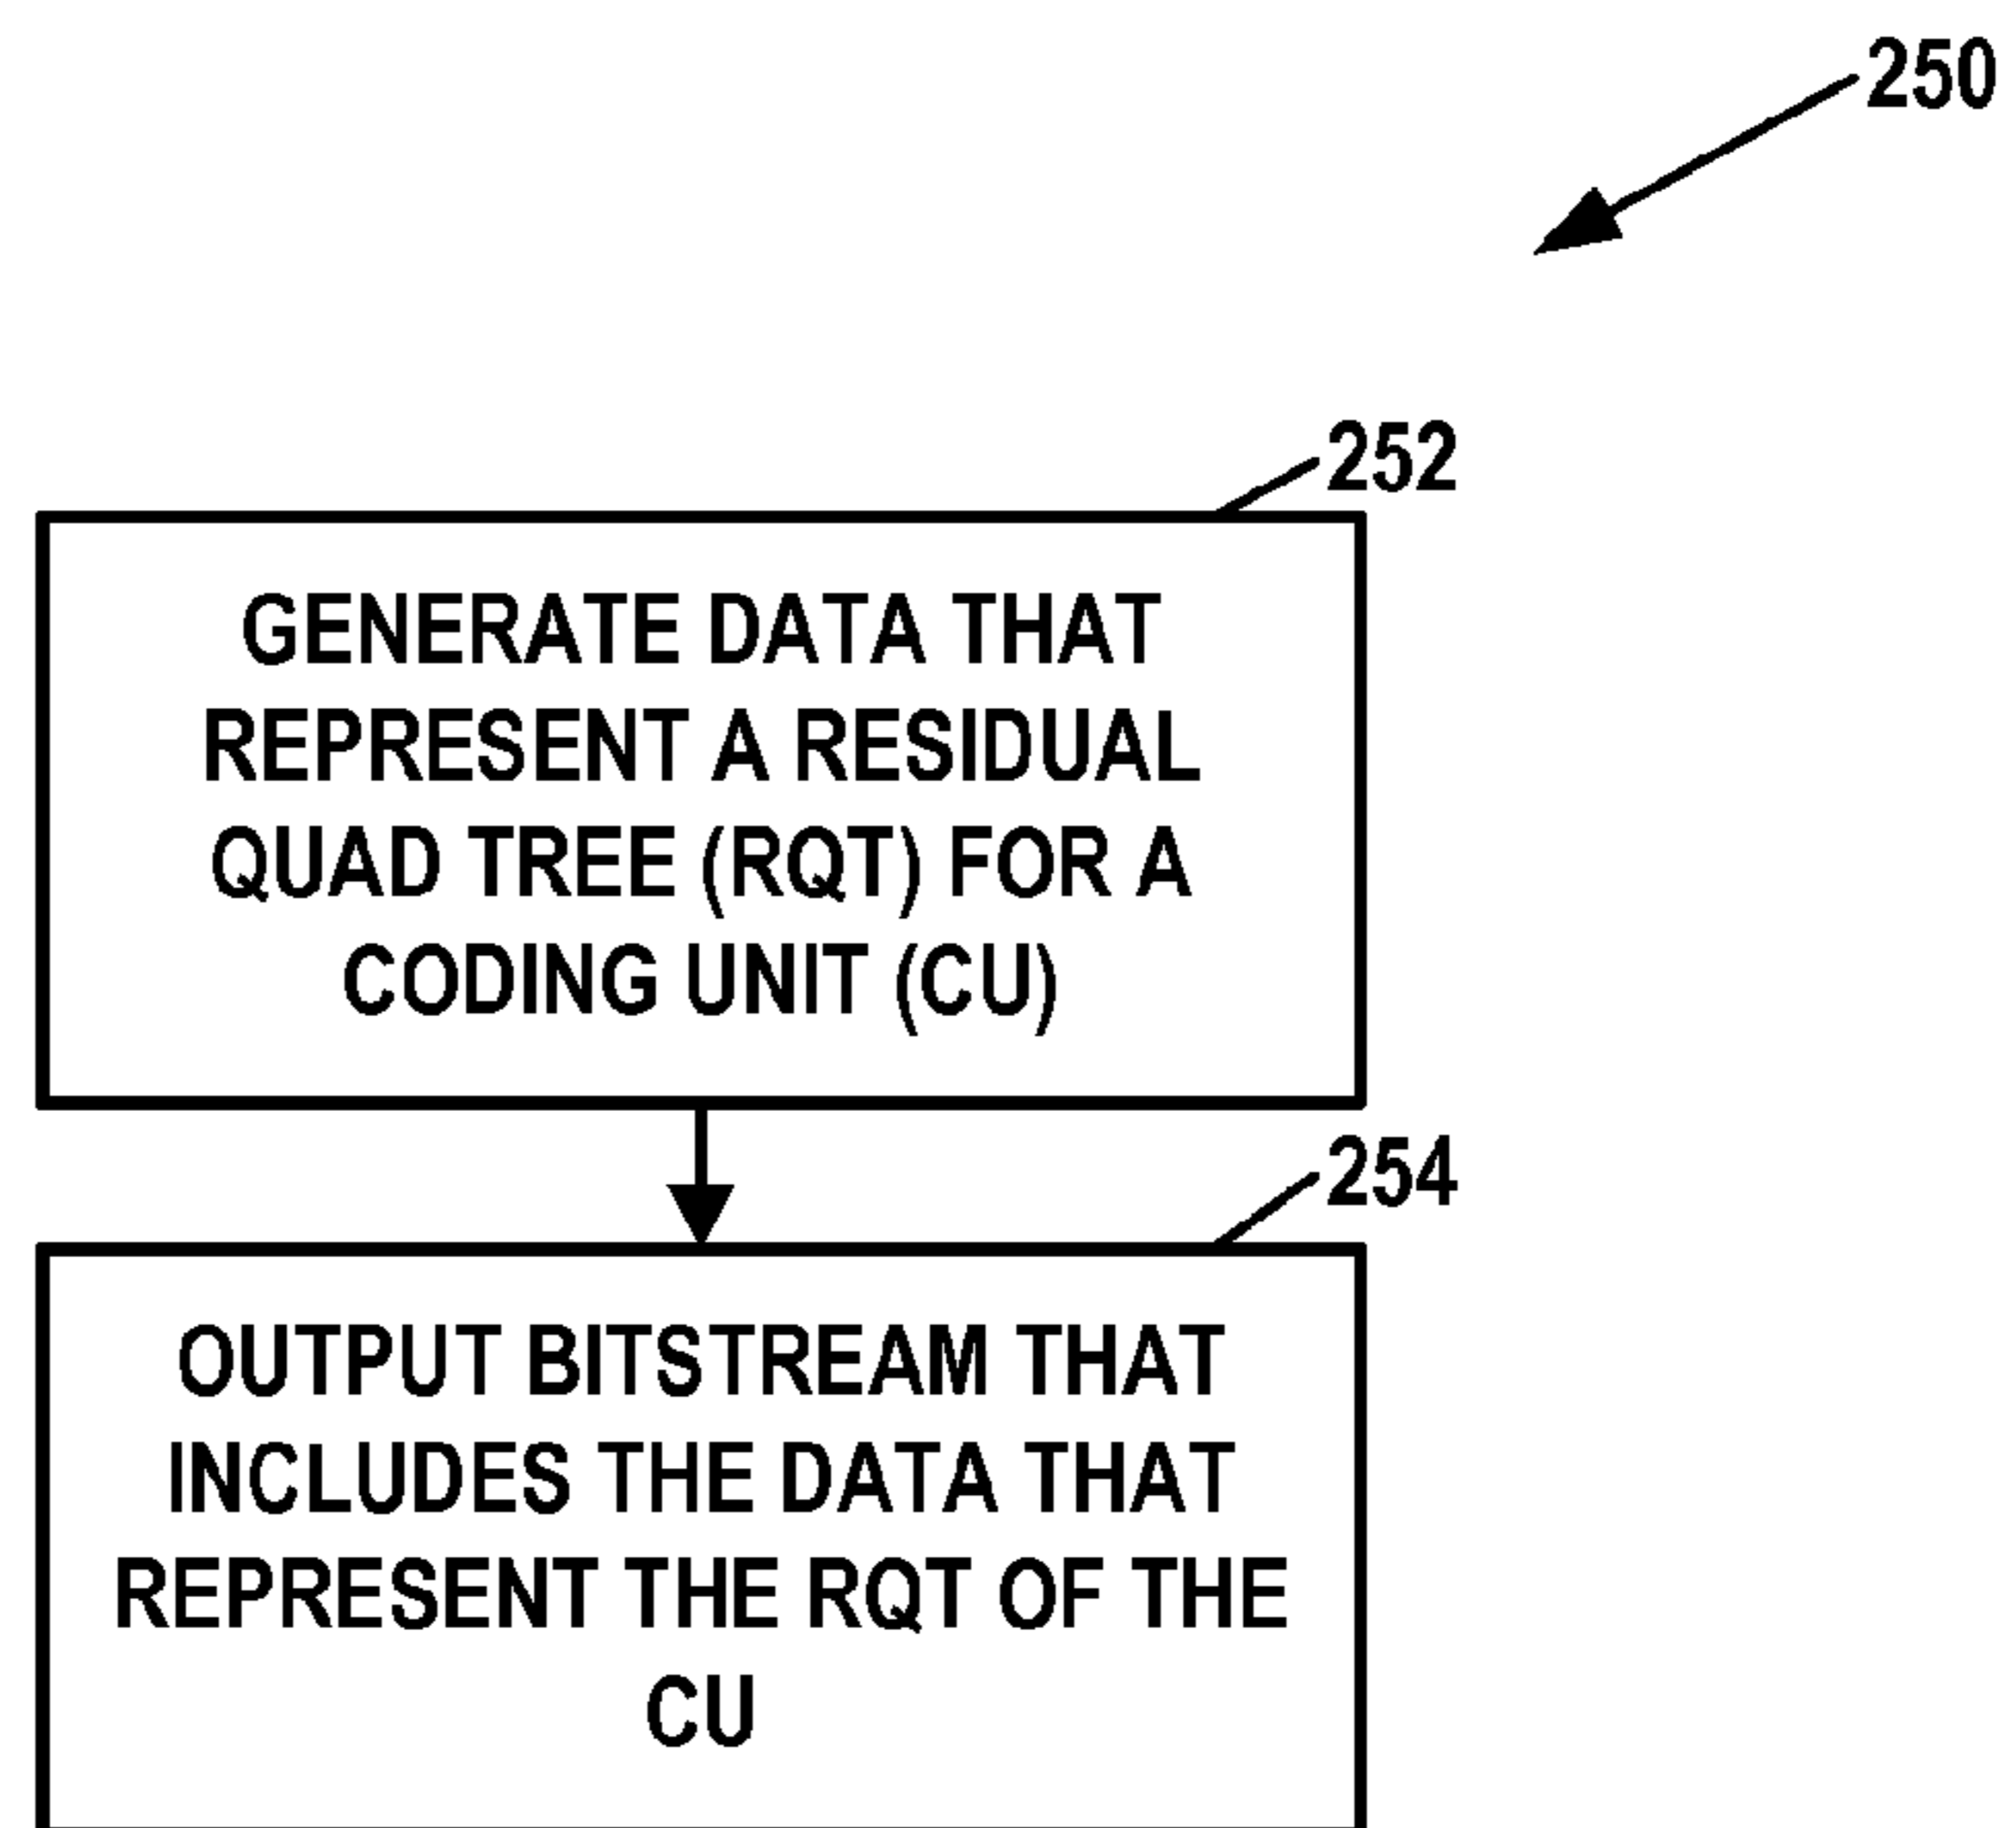 250
252
GENERATE DATA THAT
REPRESENT A RESIDUAL
QUAD TREE (RQT) FOR A
CODING UNIT (CU)
254
OUTPUT BITSTREAM THAT
INCLUDES THE DATA THAT
REPRESENT THE RQT OF THE
CU